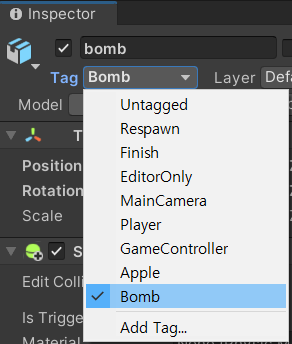 Inspector
bomb
Tag Bomb Layer Defa
Model
Untagged
Respawn
Finish
EditorOnly
MainCamera
Player
GameController
Apple
Bomb
Add Tag...
T
Position
Rotation
Scale
S
Edit Colli
Is Trigge
Material